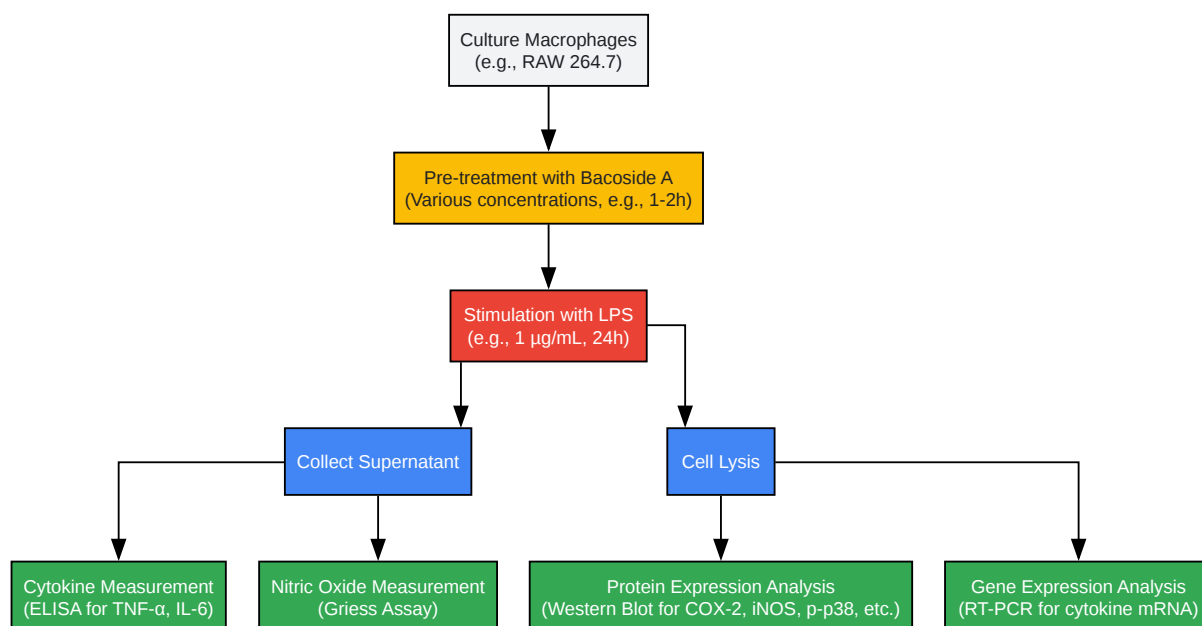 Culture Macrophages
(e.g., RAW 264.7)
Pre-treatment with Bacoside A
(Various concentrations, e.g., 1-2h)
Stimulation with LPS
(e.g., 1 µg/mL, 24h)
Collect Supernatant
Cell Lysis
Cytokine Measurement
(ELISA for TNF-α, IL-6)
Nitric Oxide Measurement
(Griess Assay)
Protein Expression Analysis
(Western Blot for COX-2, iNOS, p-p38, etc.)
Gene Expression Analysis
(RT-PCR for cytokine mRNA)